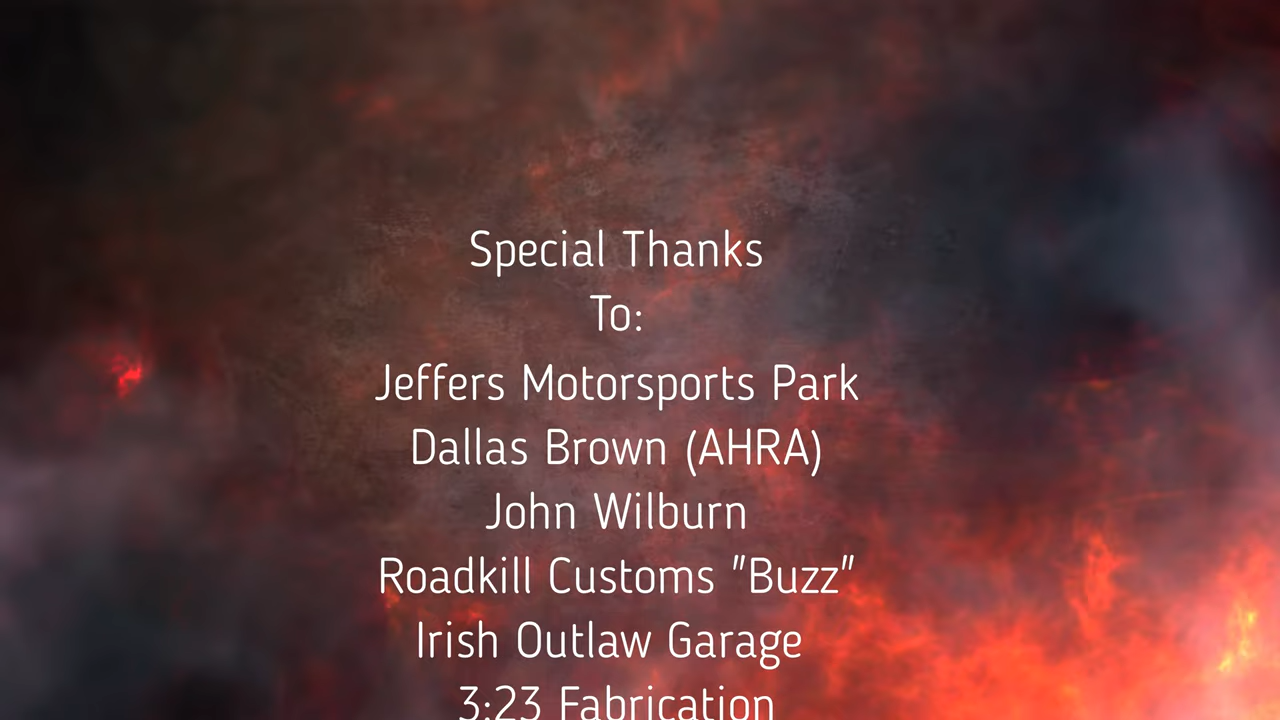 Special Thanks
To:
Jeffers Motorsports Park
Dallas Brown (AHRA)
John Wilburn
Roadkill Customs "Buzz"
Irish Outlaw Garage
3:23 Fabrication